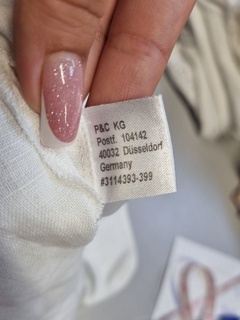 P&C KG
Postf. 104142
40032 Düsseldorf
Germany
#3114393-399